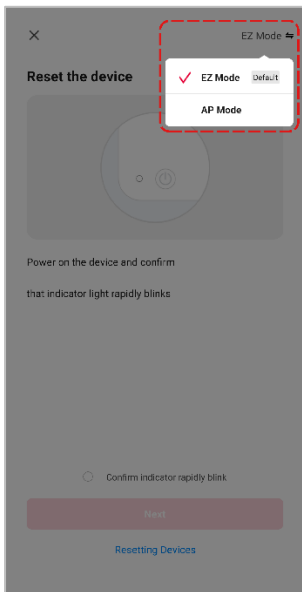 EZ Mode
Reset the device
EZ Mode Default
AP Mode
Power on the device and confirm
that indicator light rapidly blinks
Confirm indicator rapidly blink
Next
Resetting Devices